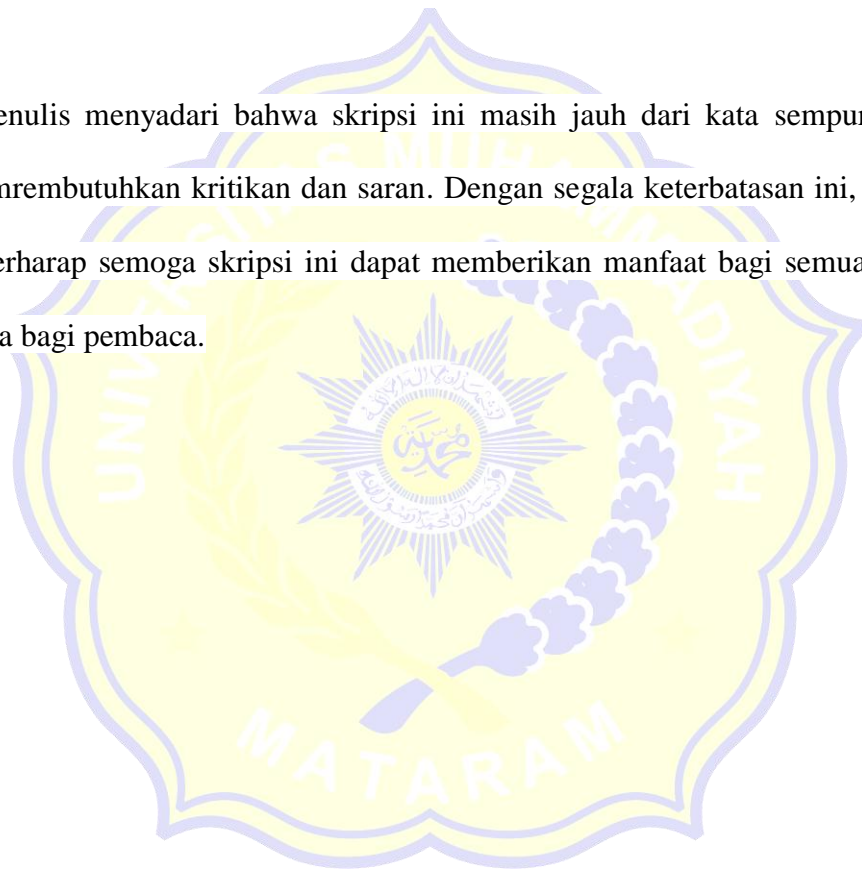 enulis menyadari bahwa skripsi ini masih jauh dari kata sempur
mrembutuhkan kritikan dan saran. Dengan segala keterbatasan ini,
erharap semoga skripsi ini dapat memberikan manfaat bagi semua
a bagi pembaca.
UNIVERSITAS MUHAMMADIYAH
MATARAM